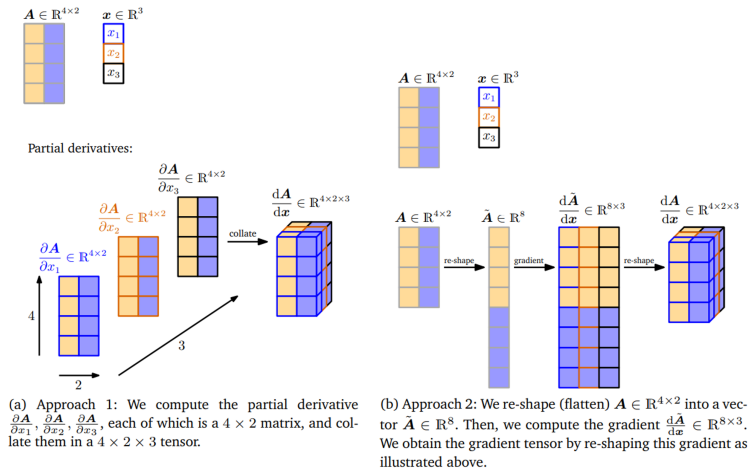 A ∈ ℝ^{4×2} x ∈ ℝ^3
x_1
x_2
x_3
Partial derivatives:
∂A/∂x_3 ∈ ℝ^{4×2}
∂A/∂x_2 ∈ ℝ^{4×2}
∂A/∂x_1 ∈ ℝ^{4×2}
dA/dx ∈ ℝ^{4×2×3}
collate
4
3
2
(a) Approach 1: We compute the partial derivative
∂A/∂x_1, ∂A/∂x_2, ∂A/∂x_3, each of which is a 4 × 2 matrix, and col-
late them in a 4 × 2 × 3 tensor.
A ∈ ℝ^{4×2} x ∈ ℝ^3
x_1
x_2
x_3
A ∈ ℝ^{4×2} Ã ∈ ℝ^8 dÃ/dx ∈ ℝ^{8×3} dA/dx ∈ ℝ^{4×2×3}
re-shape gradient re-shape
(b) Approach 2: We re-shape (flatten) A ∈ ℝ^{4×2} into a vec-
tor Ã ∈ ℝ^8. Then, we compute the gradient dÃ/dx ∈ ℝ^{8×3}.
We obtain the gradient tensor by re-shaping this gradient as
illustrated above.